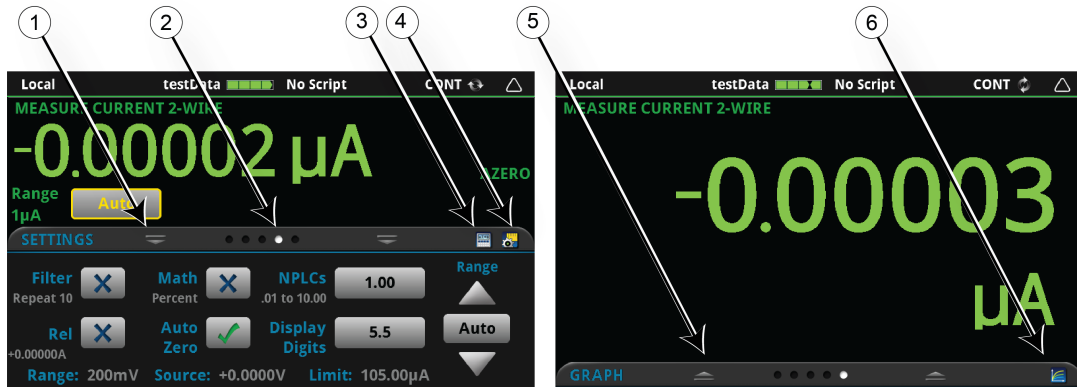 1 2 3 4 5 6
Local testData No Script CONT
MEASURE CURRENT 2-WIRE
-0.00002 µA
AZERO
Range
1µA
Auto
SETTINGS
Filter
Repeat 10
Math
Percent
NPLCs
.01 to 10.00
1.00
Range
Rel
+0.00000A
Auto
Zero
Display
Digits
5.5
Auto
Range: 200mV Source: +0.0000V Limit: 105.00µA
Local testData No Script CONT
MEASURE CURRENT 2-WIRE
-0.00003
µA
GRAPH